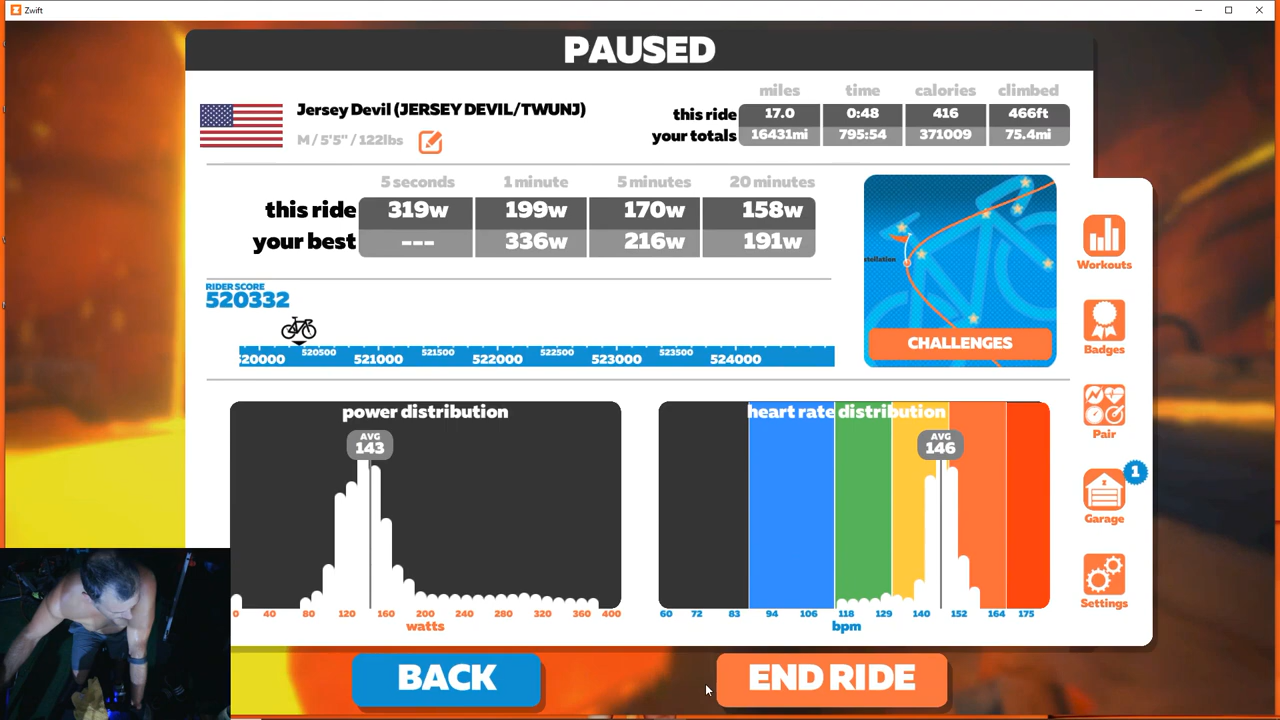 Zwift
PAUSED
Jersey Devil (JERSEY DEVIL/TWUNJ)
M / 5'5" / 122lbs
miles time calories climbed
this ride 17.0 0:48 416 466ft
your totals 16431mi 795:54 371009 75.4mi
5 seconds 1 minute 5 minutes 20 minutes
this ride 319w 199w 170w 158w
your best --- 336w 216w 191w
RIDER SCORE
520332
520000 520500 521000 521500 522000 522500 523000 523500 524000
tellation
CHALLENGES
Workouts
Badges
Pair
1
Garage
Settings
power distribution
AVG
143
0 40 80 120 160 200 240 280 320 360 400
watts
heart rate distribution
AVG
146
60 72 83 94 106 118 129 140 152 164 175
bpm
BACK
END RIDE